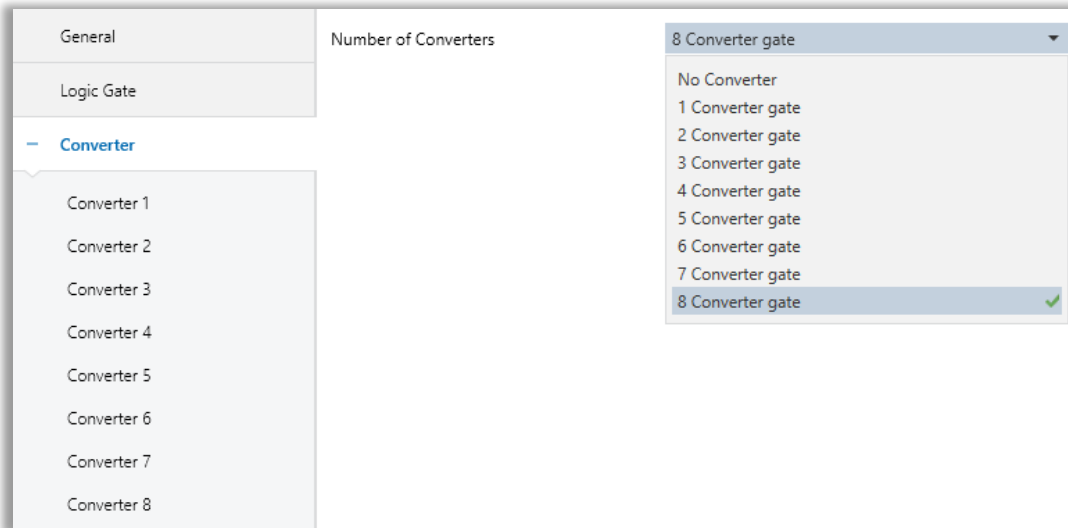 General
Logic Gate
Converter
Converter 1
Converter 2
Converter 3
Converter 4
Converter 5
Converter 6
Converter 7
Converter 8
Number of Converters
8 Converter gate
No Converter
1 Converter gate
2 Converter gate
3 Converter gate
4 Converter gate
5 Converter gate
6 Converter gate
7 Converter gate
8 Converter gate